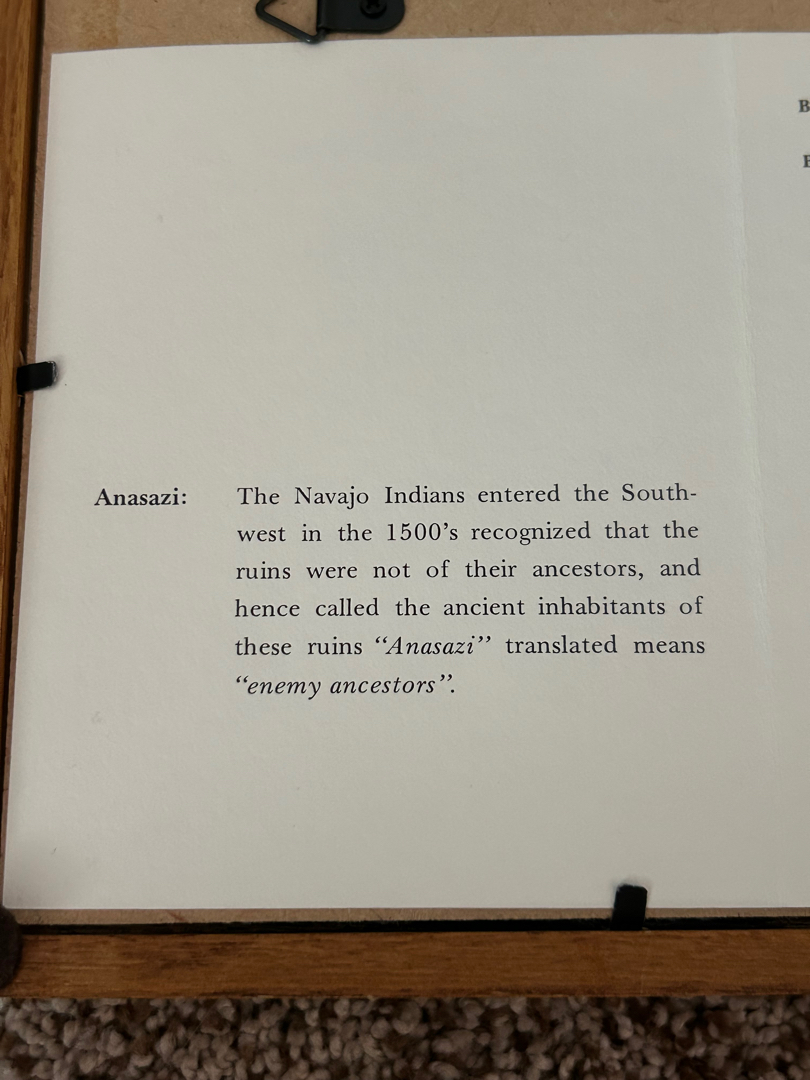 Anasazi: The Navajo Indians entered the South-
west in the 1500’s recognized that the
ruins were not of their ancestors, and
hence called the ancient inhabitants of
these ruins “Anasazi” translated means
“enemy ancestors”.